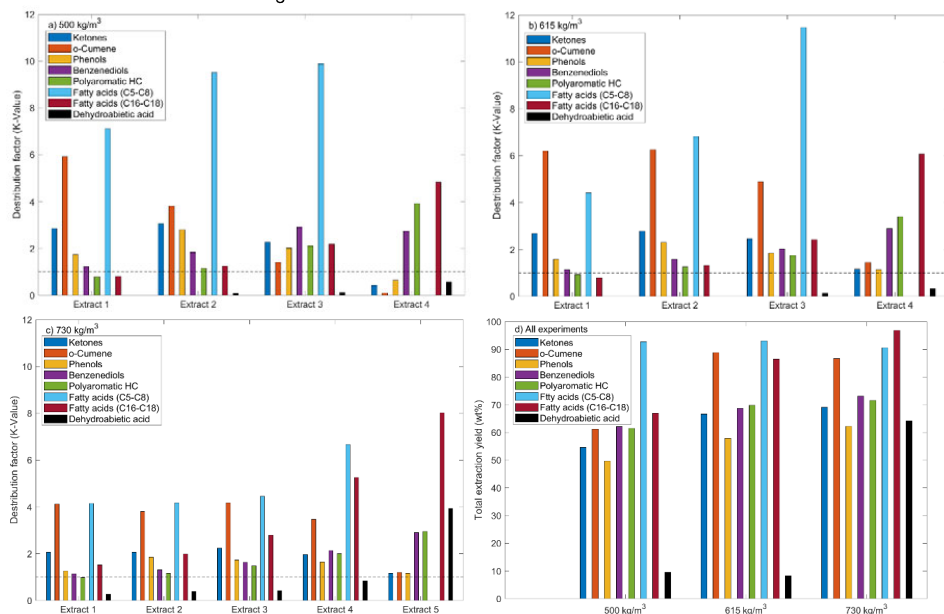 a) 500 kg/m³
Ketones
o-Cumene
Phenols
Benzenediols
Polyaromatic HC
Fatty acids (C5-C8)
Fatty acids (C16-C18)
Dehydroabietic acid
Destribution factor (K-Value)
12
10
8
6
4
2
0
Extract 1
Extract 2
Extract 3
Extract 4
b) 615 kg/m³
Ketones
o-Cumene
Phenols
Benzenediols
Polyaromatic HC
Fatty acids (C5-C8)
Fatty acids (C16-C18)
Dehydroabietic acid
Destribution factor (K-Value)
12
10
8
6
4
2
0
Extract 1
Extract 2
Extract 3
Extract 4
c) 730 kg/m³
Ketones
o-Cumene
Phenols
Benzenediols
Polyaromatic HC
Fatty acids (C5-C8)
Fatty acids (C16-C18)
Dehydroabietic acid
Destribution factor (K-Value)
12
10
8
6
4
2
0
Extract 1
Extract 2
Extract 3
Extract 4
Extract 5
d) All experiments
Ketones
o-Cumene
Phenols
Benzenediols
Polyaromatic HC
Ftty acids (C5-C8)
Fatty acids (C16-C18)
Dehydroabietic acid
Total extraction yield (wt%)
100
90
80
70
60
50
40
30
20
10
0
500 kg/m³
615 kg/m³
730 kg/m³